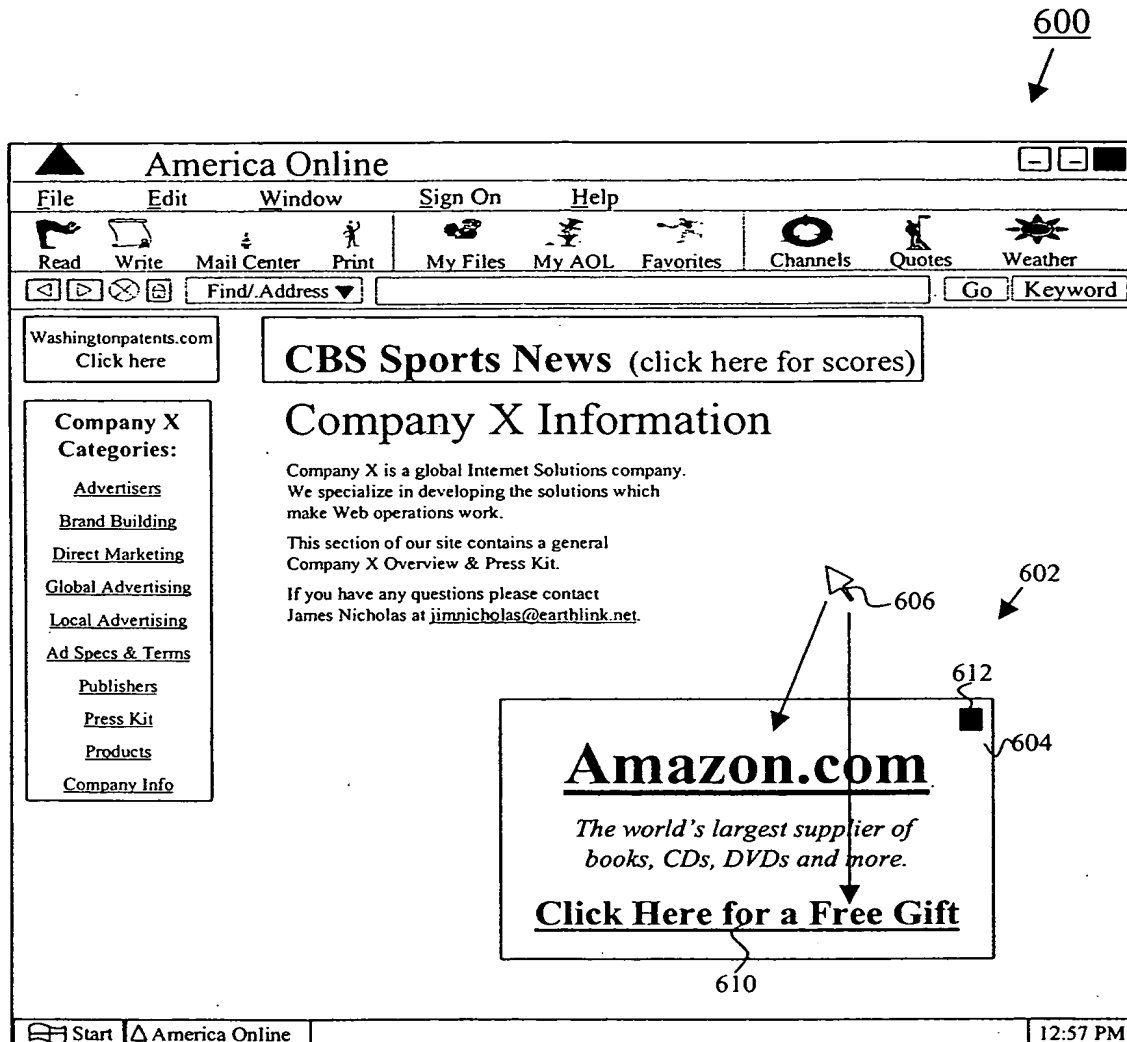 600
America Online
File Edit Window Sign On Help
Read Write Mail Center Print My Files My AOL Favorites Channels Quotes Weather
Find/.Address Go Keyword
Washingtonpatents.com
Click here
CBS Sports News (click here for scores)
Company X
Categories:
Advertisers
Brand Building
Direct Marketing
Global Advertising
Local Advertising
Ad Specs & Terms
Publishers
Press Kit
Products
Company Info
Company X Information
Company X is a global Internet Solutions company.
We specialize in developing the solutions which
make Web operations work.
This section of our site contains a general
Company X Overview & Press Kit.
If you have any questions please contact
James Nicholas at jimnicholas@earthlink.net.
606
602
612
604
Amazon.com
The world's largest supplier of
books, CDs, DVDs and more.
Click Here for a Free Gift
610
Start America Online 12:57 PM